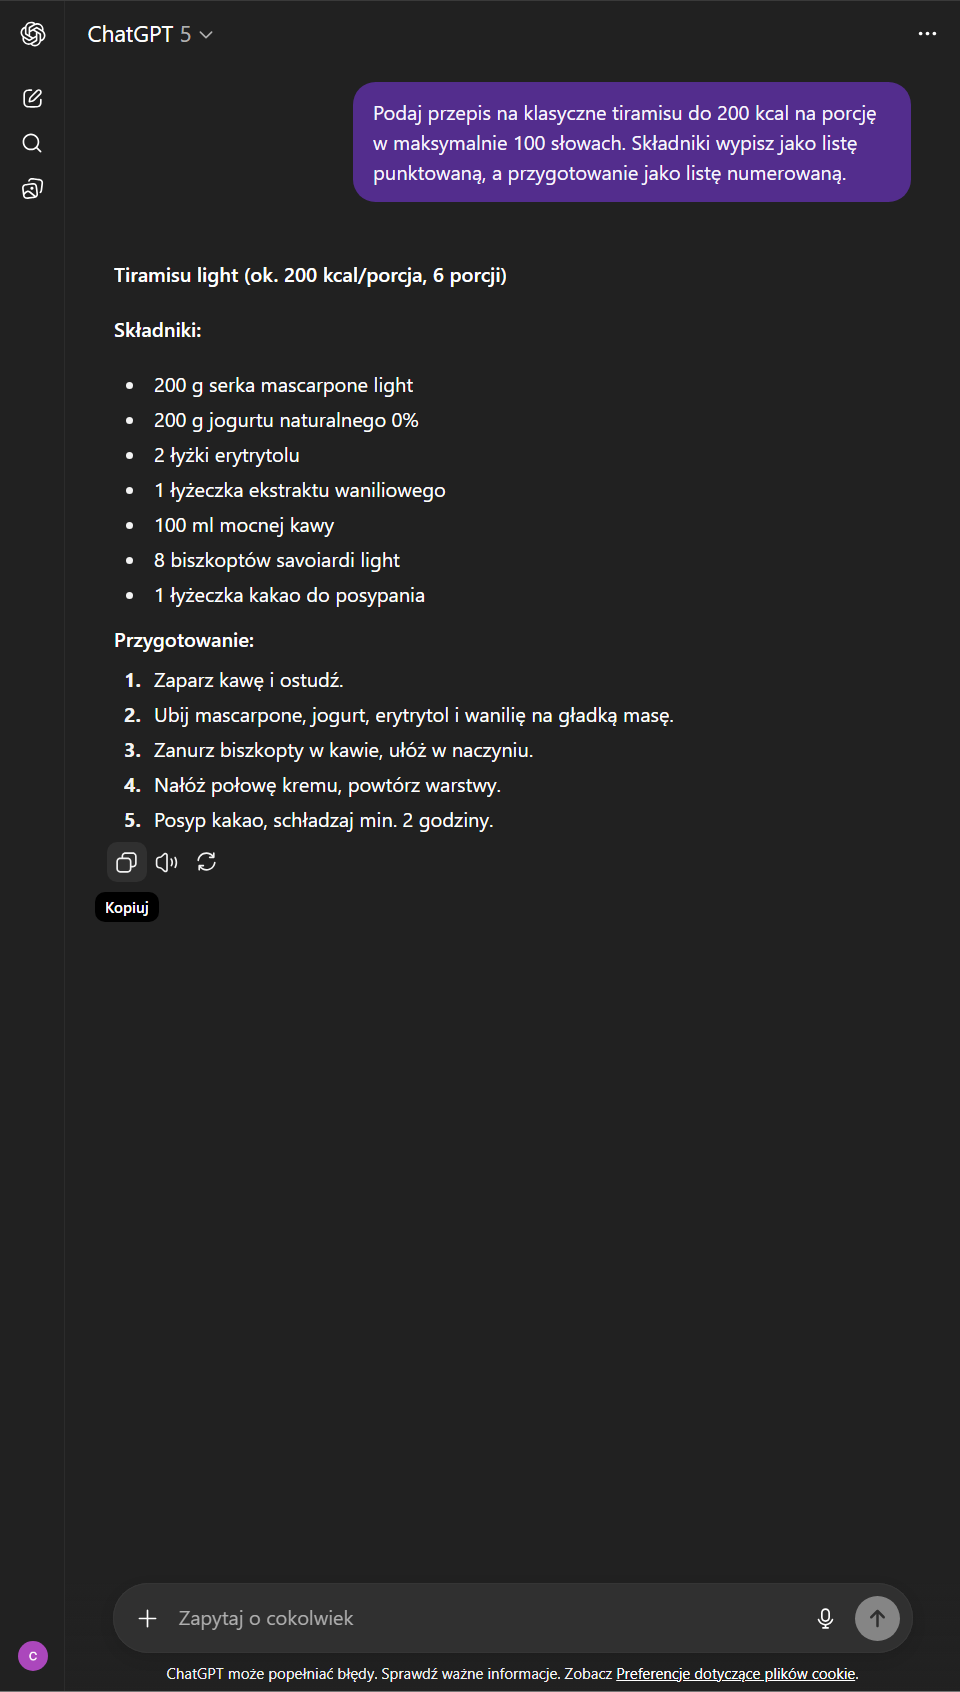 ChatGPT 5
Podaj przepis na klasyczne tiramisu do 200 kcal na porcję
w maksymalnie 100 słowach. Składniki wypisz jako listę
punktowaną, a przygotowanie jako listę numerowaną.
Tiramisu light (ok. 200 kcal/porcja, 6 porcji)
Składniki:
• 200 g serka mascarpone light
• 200 g jogurtu naturalnego 0%
• 2 łyżki erytrytolu
• 1 łyżeczka ekstraktu waniliowego
• 100 ml mocnej kawy
• 8 biszkoptów savoiardi light
• 1 łyżeczka kakao do posypania
Przygotowanie:
1. Zaparz kawę i ostudź.
2. Ubij mascarpone, jogurt, erytrytol i wanilię na gładką masę.
3. Zanurz biszkopty w kawie, ułóż w naczyniu.
4. Nałóż połowę kremu, powtórz warstwy.
5. Posyp kakao, schładzaj min. 2 godziny.
Kopiuj
Zapytaj o cokolwiek
C
ChatGPT może popełniać błędy. Sprawdź ważne informacje. Zobacz Preferencje dotyczące plików cookie.